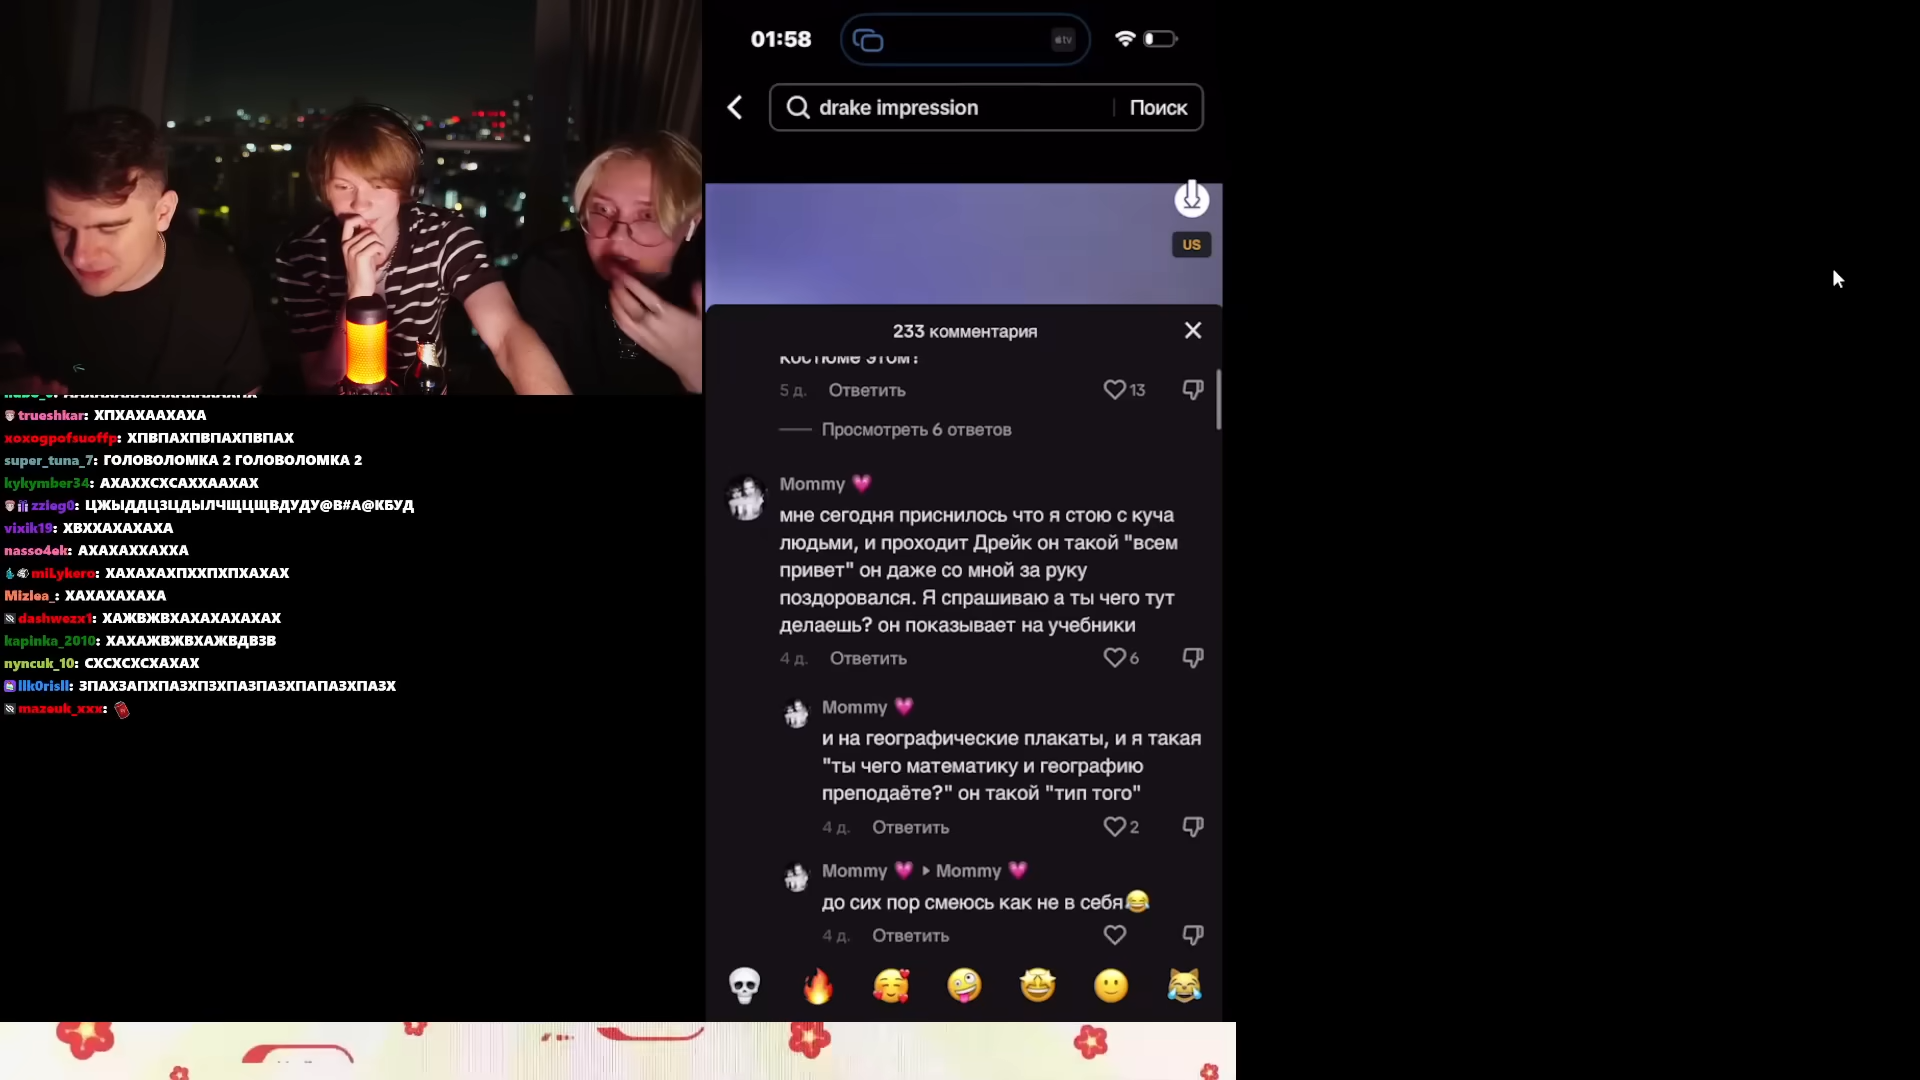 01:58
tv
drake impression
Поиск
US
233 комментария
костюме этом?
5 д. Ответить 13
Просмотреть 6 ответов
Mommy 💗
мне сегодня приснилось что я стою с куча
людьми, и проходит Дрейк он такой "всем
привет" он даже со мной за руку
поздоровался. Я спрашиваю а ты чего тут
делаешь? он показывает на учебники
4 д. Ответить 6
Mommy 💗
и на географические плакаты, и я такая
"ты чего математику и географию
преподаёте?" он такой "тип того"
4 д. Ответить 2
Mommy 💗 ▸ Mommy 💗
до сих пор смеюсь как не в себя😂
4 д. Ответить
trueshkar: ХПХАХААХАХА
xoxogpofsuoffp: ХПВПАХПВПАХПВПАХ
super_tuna_7: ГОЛОВОЛОМКА 2 ГОЛОВОЛОМКА 2
kykymber34: АХАХХСХСАХХААХАХ
zzieg0: ЦЖЫДДЦЗЦДЫЛЧЩЦЩВДУДУ@В#А@КБУД
vixik19: ХВХХАХАХАХА
nasso4ek: АХАХАХХАХХА
miLykero: ХАХАХАХПХХПХПХАХАХ
Mizlea_: ХАХАХАХАХА
dashwezx1: ХАЖВЖВХАХАХАХАХАХ
kapinka_2010: ХАХАЖВЖВХАЖВДВЗВ
nyncuk_10: СХСХСХСХАХАХ
llk0risll: ЗПАХЗАПХПАЗХПЗХПАЗПАЗХПАПАЗХПАЗХ
mazeuk_xxx: